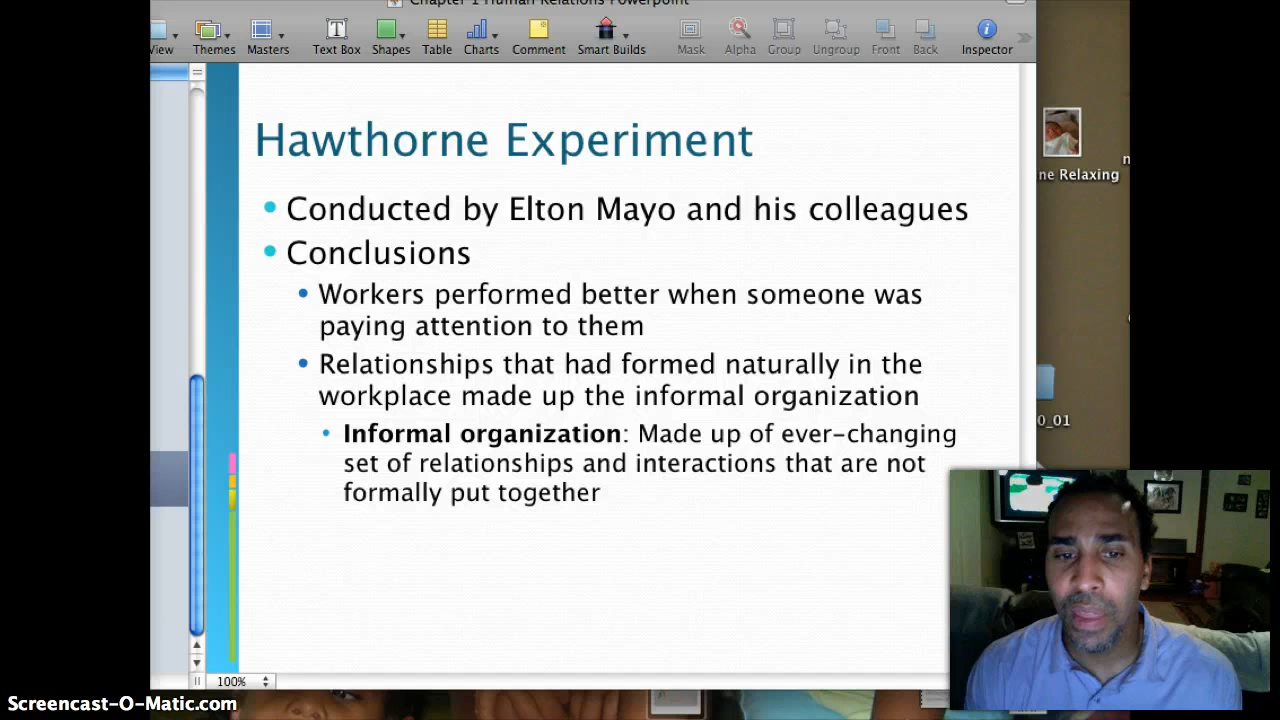 Chapter 1 Human Relations Powerpoint
View Themes Masters Text Box Shapes Table Charts Comment Smart Builds Mask Alpha Group Ungroup Front Back Inspector
Hawthorne Experiment
Conducted by Elton Mayo and his colleagues
Conclusions
Workers performed better when someone was
paying attention to them
Relationships that had formed naturally in the
workplace made up the informal organization
Informal organization: Made up of ever-changing
set of relationships and interactions that are not
formally put together
ne Relaxing
0_01
100%
Screencast-O-Matic.com